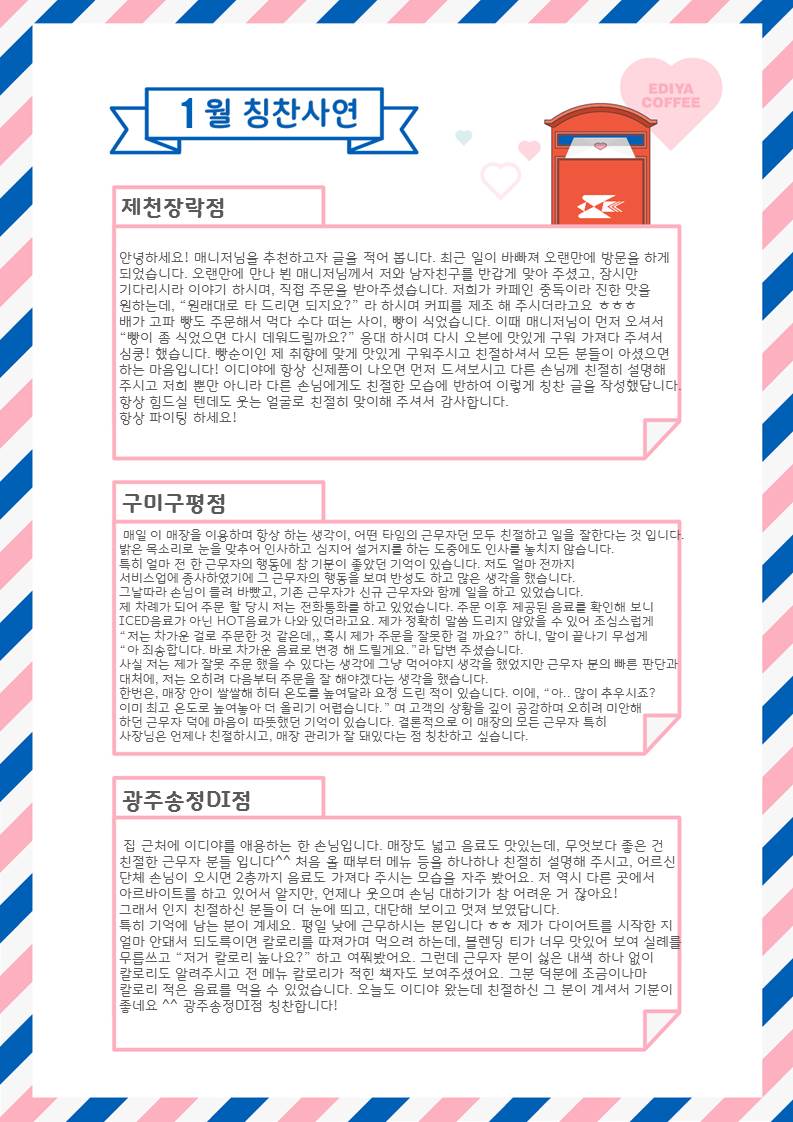 EDIYA
COFFEE
1월 칭찬사연
제천장락점
안녕하세요! 매니저님을 추천하고자 글을 적어 봅니다. 최근 일이 바빠져 오랜만에 방문을 하게
되었습니다. 오랜만에 만나 뵌 매니저님께서 저와 남자친구를 반갑게 맞아 주셨고, 잠시만
기다리시라 이야기 하시며, 직접 주문을 받아주셨습니다. 저희가 카페인 중독이라 진한 맛을
원하는데, “원래대로 타 드리면 되지요?” 라 하시며 커피를 제조 해 주시더라고요 ㅎㅎㅎ
배가 고파 빵도 주문해서 먹다 수다 떠는 사이, 빵이 식었습니다. 이때 매니저님이 먼저 오셔서
“빵이 좀 식었으면 다시 데워드릴까요?” 응대 하시며 다시 오븐에 맛있게 구워 가져다 주셔서
심쿵! 했습니다. 빵순이인 제 취향에 맞게 맛있게 구워주시고 친절하셔서 모든 분들이 아셨으면
하는 마음입니다! 이디야에 항상 신제품이 나오면 먼저 드셔보시고 다른 손님께 친절히 설명해
주시고 저희 뿐만 아니라 다른 손님에게도 친절한 모습에 반하여 이렇게 칭찬 글을 작성했답니다.
항상 힘드실 텐데도 웃는 얼굴로 친절히 맞이해 주셔서 감사합니다.
항상 파이팅 하세요!
구미구평점
매일 이 매장을 이용하며 항상 하는 생각이, 어떤 타임의 근무자던 모두 친절하고 일을 잘한다는 것 입니다.
밝은 목소리로 눈을 맞추어 인사하고 심지어 설거지를 하는 도중에도 인사를 놓치지 않습니다.
특히 얼마 전 한 근무자의 행동에 참 기분이 좋았던 기억이 있습니다. 저도 얼마 전까지
서비스업에 종사하였기에 그 근무자의 행동을 보며 반성도 하고 많은 생각을 했습니다.
그날따라 손님이 몰려 바빴고, 기존 근무자가 신규 근무자와 함께 일을 하고 있었습니다.
제 차례가 되어 주문 할 당시 저는 전화통화를 하고 있었습니다. 주문 이후 제공된 음료를 확인해 보니
ICED음료가 아닌 HOT음료가 나와 있더라고요. 제가 정확히 말씀 드리지 않았을 수 있어 조심스럽게
“저는 차가운 걸로 주문한 것 같은데,, 혹시 제가 주문을 잘못한 걸 까요?” 하니, 말이 끝나기 무섭게
“아 죄송합니다. 바로 차가운 음료로 변경 해 드릴게요.”라 답변 주셨습니다.
사실 저는 제가 잘못 주문 했을 수 있다는 생각에 그냥 먹어야지 생각을 했었지만 근무자 분의 빠른 판단과
대처에, 저는 오히려 다음부터 주문을 잘 해야겠다는 생각을 했습니다.
한번은, 매장 안이 쌀쌀해 히터 온도를 높여달라 요청 드린 적이 있습니다. 이에, “아.. 많이 추우시죠?
이미 최고 온도로 높여놓아 더 올리기 어렵습니다.” 며 고객의 상황을 깊이 공감하며 오히려 미안해
하던 근무자 덕에 마음이 따뜻했던 기억이 있습니다. 결론적으로 이 매장의 모든 근무자 특히
사장님은 언제나 친절하시고, 매장 관리가 잘 돼있다는 점 칭찬하고 싶습니다.
광주송정DI점
집 근처에 이디야를 애용하는 한 손님입니다. 매장도 넓고 음료도 맛있는데, 무엇보다 좋은 건
친절한 근무자 분들 입니다^^ 처음 올 때부터 메뉴 등을 하나하나 친절히 설명해 주시고, 어르신
단체 손님이 오시면 2층까지 음료도 가져다 주시는 모습을 자주 봤어요. 저 역시 다른 곳에서
아르바이트를 하고 있어서 알지만, 언제나 웃으며 손님 대하기가 참 어려운 거 잖아요!
그래서 인지 친절하신 분들이 더 눈에 띄고, 대단해 보이고 멋져 보였답니다.
특히 기억에 남는 분이 계세요. 평일 낮에 근무하시는 분입니다 ㅎㅎ 제가 다이어트를 시작한 지
얼마 안돼서 되도록이면 칼로리를 따져가며 먹으려 하는데, 블렌딩 티가 너무 맛있어 보여 실례를
무릅쓰고 “저거 칼로리 높나요?” 하고 여쭤봤어요. 그런데 근무자 분이 싫은 내색 하나 없이
칼로리도 알려주시고 전 메뉴 칼로리가 적힌 책자도 보여주셨어요. 그분 덕분에 조금이나마
칼로리 적은 음료를 먹을 수 있었습니다. 오늘도 이디야 왔는데 친절하신 그 분이 계셔서 기분이
좋네요 ^^ 광주송정DI점 칭찬합니다!